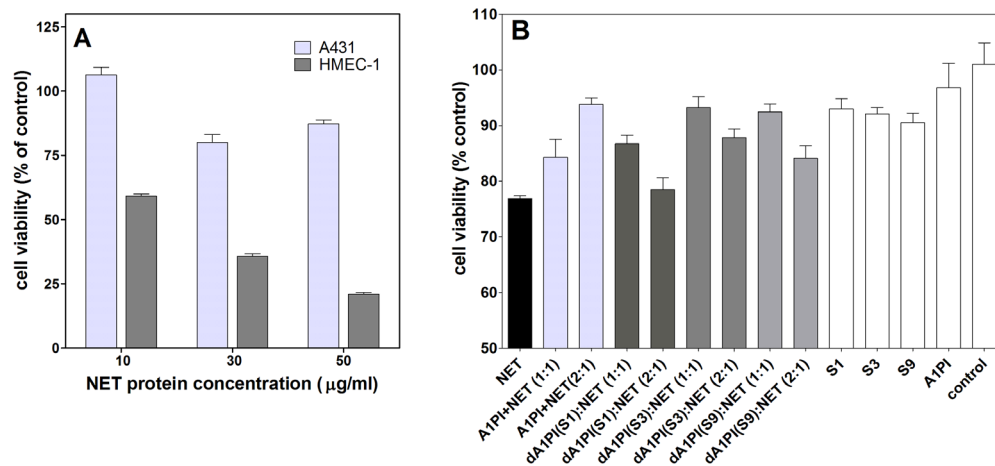 A
A431
HMEC-1
cell viability (% of control)
125
100
75
50
25
0
10
30
50
NET protein concentration ( μg/ml)
B
cell viability (% control)
110
100
90
80
70
60
50
NET
A1PI+NET (1:1)
A1PI+NET(2:1)
dA1PI(S1):NET (1:1)
dA1PI(S1):NET (2:1)
dA1PI(S3):NET (1:1)
dA1PI(S3):NET (2:1)
dA1PI(S9):NET (1:1)
dA1PI(S9):NET (2:1)
S1
S3
S9
A1PI
control